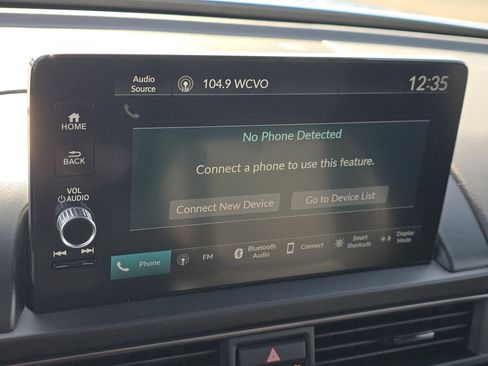 Audio
Source
104.9 WCVO
12:35
HOME
BACK
VOL
AUDIO
No Phone Detected
Connect a phone to use this feature.
Connect New Device
Go to Device List
Phone
FM
Bluetooth
Audio
Connect
Smart
Shortcuts
Display
Mode